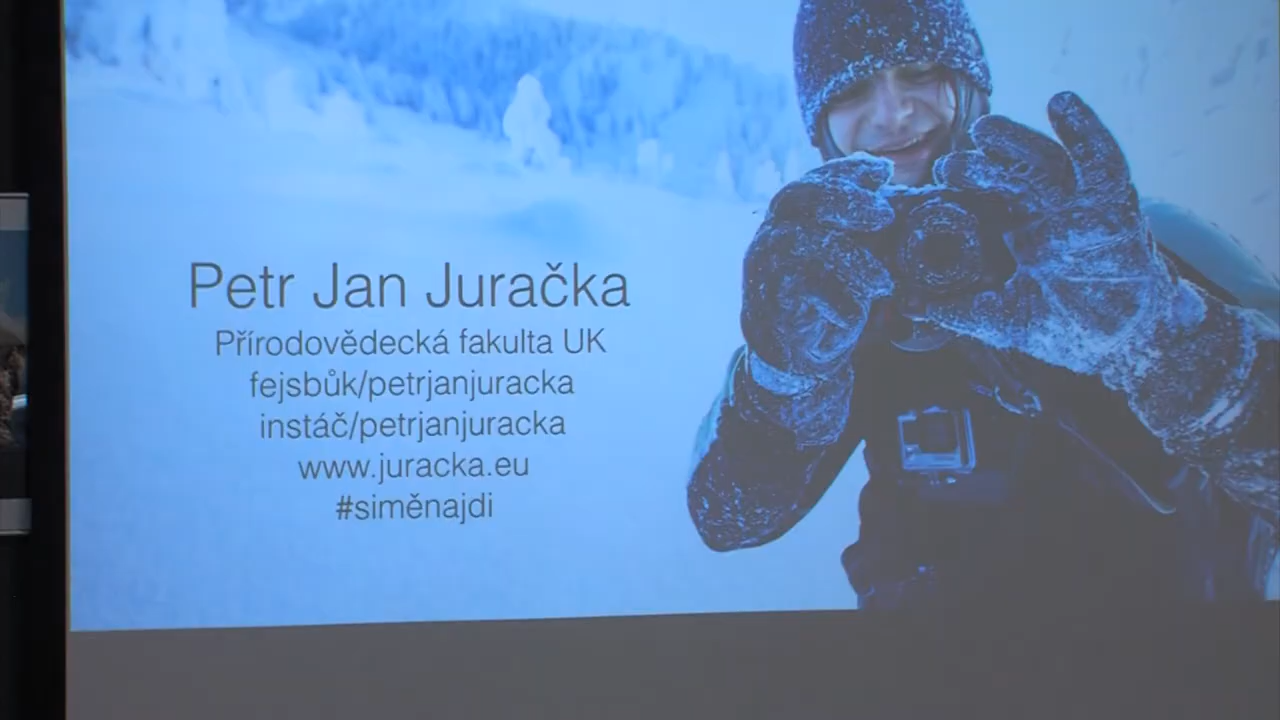 Petr Jan Juračka
Přírodovědecká fakulta UK
fejsbůk/petrjanjuracka
instáč/petrjanjuracka
www.juracka.eu
#siměnajdi